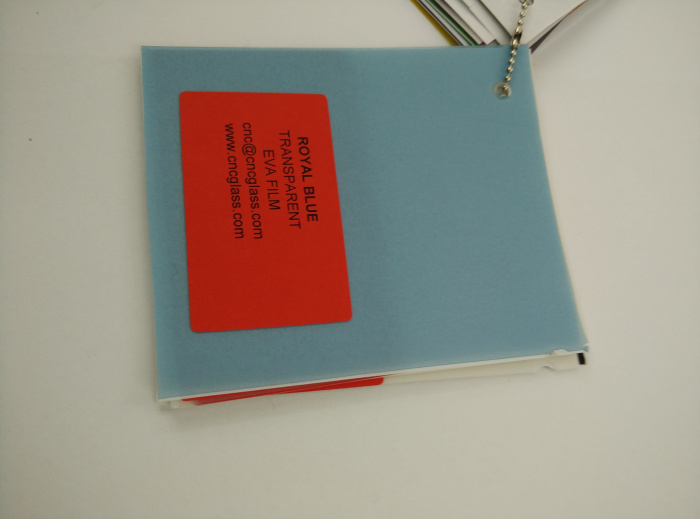 ROYAL BLUE
TRANSPARENT
EVA FILM
cnc@cncglass.com
www.cncglass.com